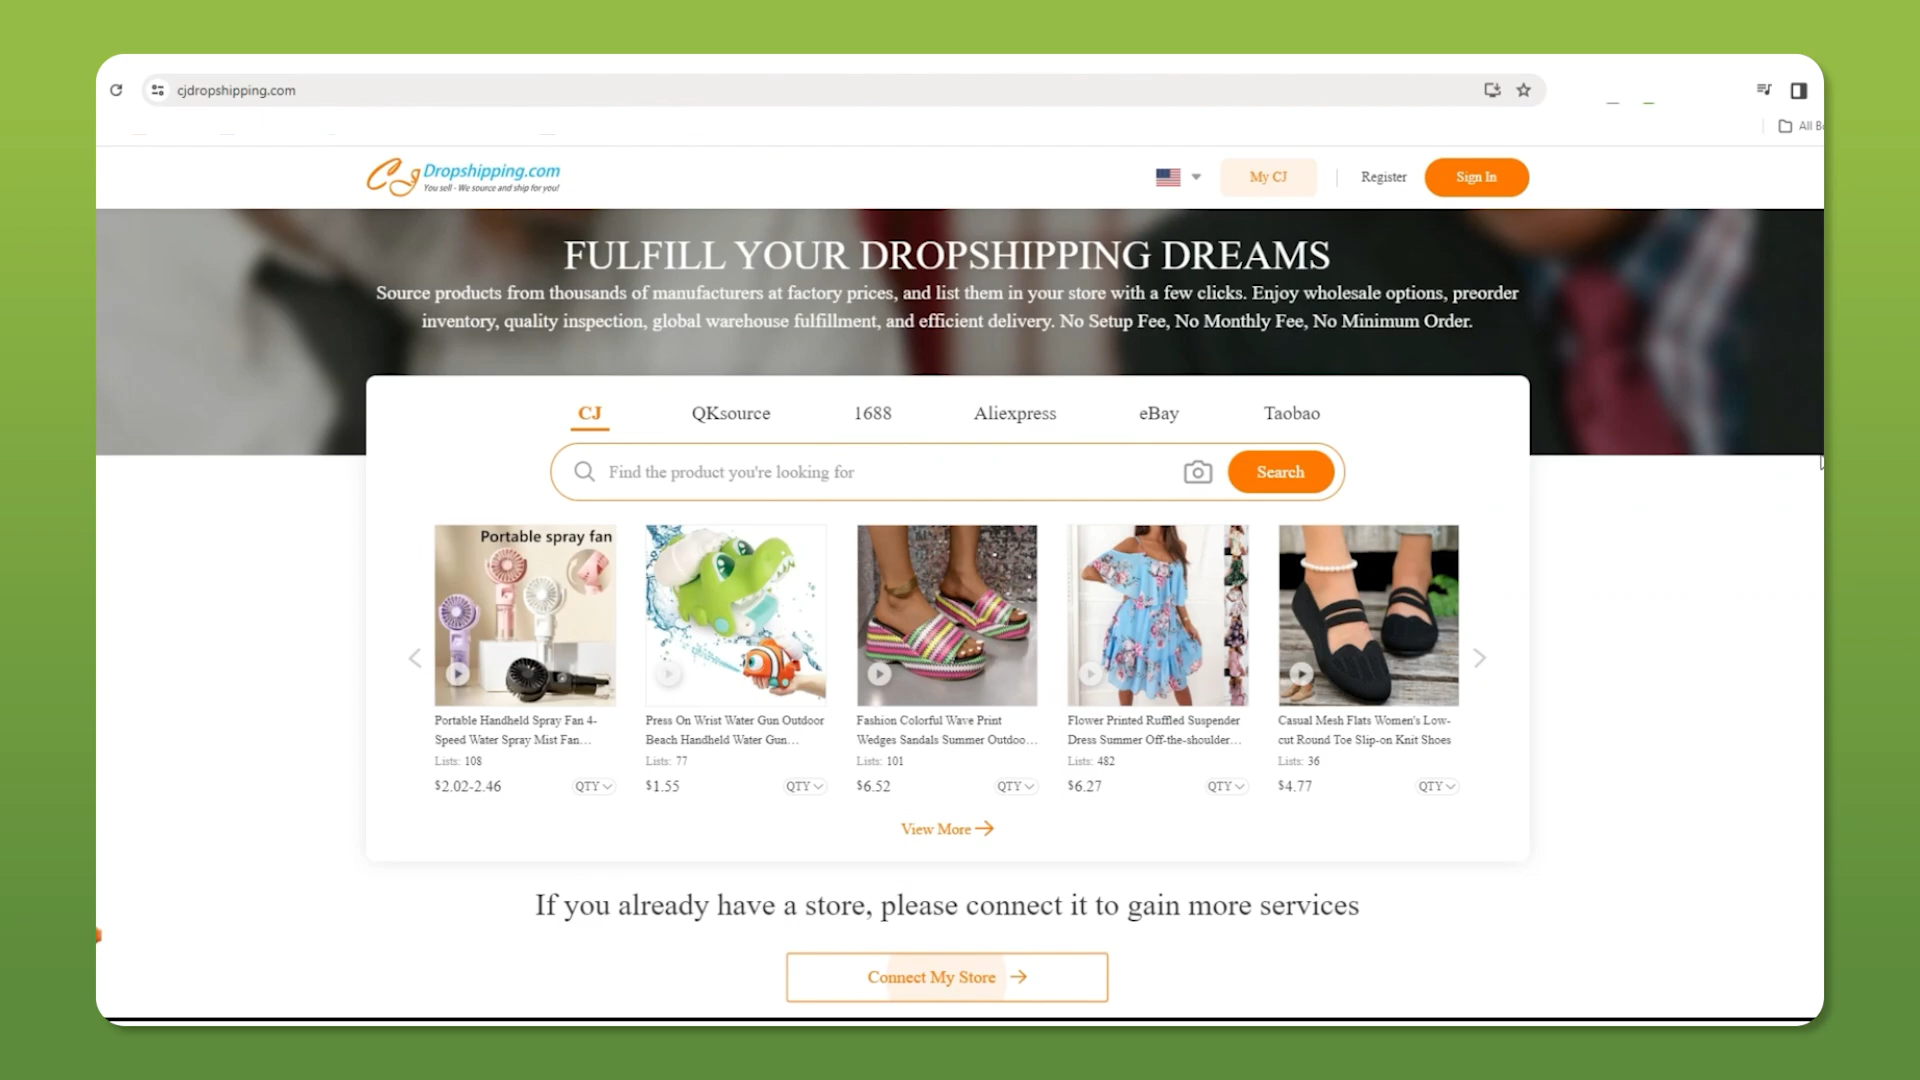 cjdropshipping.com
All B
CJ Dropshipping.com
You sell - We source and ship for you!
My CJ
Register
Sign In
FULFILL YOUR DROPSHIPPING DREAMS
Source products from thousands of manufacturers at factory prices, and list them in your store with a few clicks. Enjoy wholesale options, preorder
inventory, quality inspection, global warehouse fulfillment, and efficient delivery. No Setup Fee, No Monthly Fee, No Minimum Order.
CJ QKsource 1688 Aliexpress eBay Taobao
Find the product you're looking for
Search
Portable spray fan
Portable Handheld Spray Fan 4-
Speed Water Spray Mist Fan...
Lists: 108
$2.02-2.46 QTY
Press On Wrist Water Gun Outdoor
Beach Handheld Water Gun...
Lists: 77
$1.55 QTY
Fashion Colorful Wave Print
Wedges Sandals Summer Outdoo...
Lists: 101
$6.52 QTY
Flower Printed Ruffled Suspender
Dress Summer Off-the-shoulder...
Lists: 482
$6.27 QTY
Casual Mesh Flats Women's Low-
cut Round Toe Slip-on Knit Shoes
Lists: 36
$4.77 QTY
View More
If you already have a store, please connect it to gain more services
Connect My Store